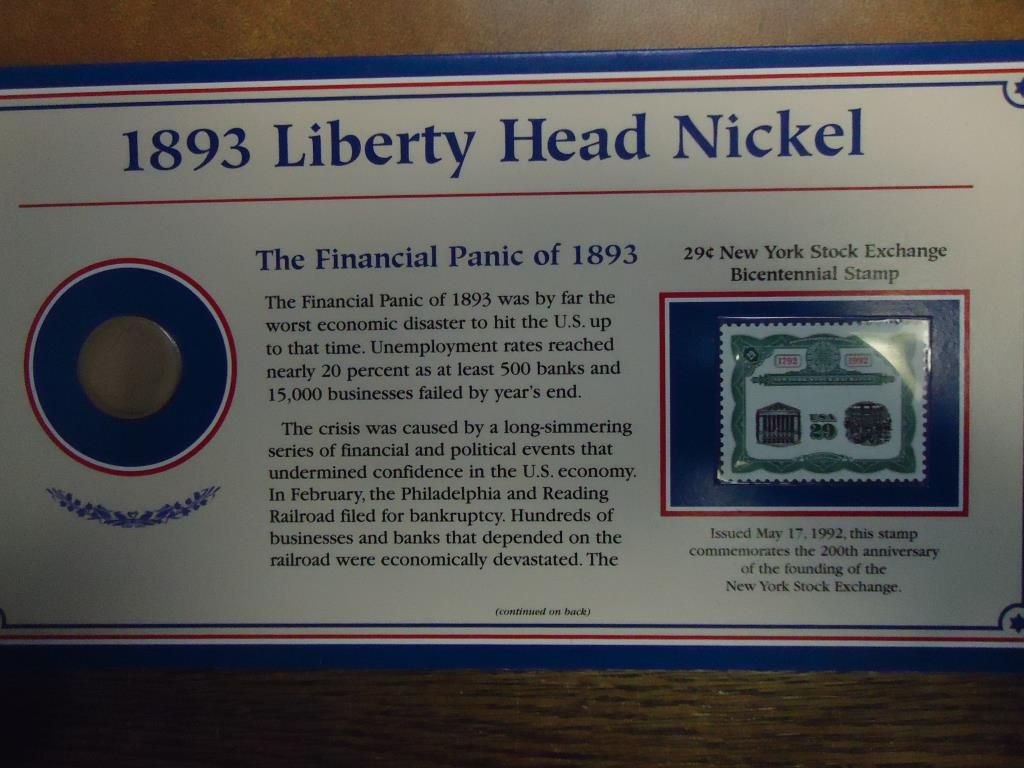 1893 Liberty Head Nickel
The Financial Panic of 1893
The Financial Panic of 1893 was by far the
worst economic disaster to hit the U.S. up
to that time. Unemployment rates reached
nearly 20 percent as at least 500 banks and
15,000 businesses failed by year's end.
The crisis was caused by a long-simmering
series of financial and political events that
undermined confidence in the U.S. economy.
In February, the Philadelphia and Reading
Railroad filed for bankruptcy. Hundreds of
businesses and banks that depended on the
railroad were economically devastated. The
(continued on back)
29¢ New York Stock Exchange
Bicentennial Stamp
1792 1992
USA
29
Issued May 17, 1992, this stamp
commemorates the 200th anniversary
of the founding of the
New York Stock Exchange.